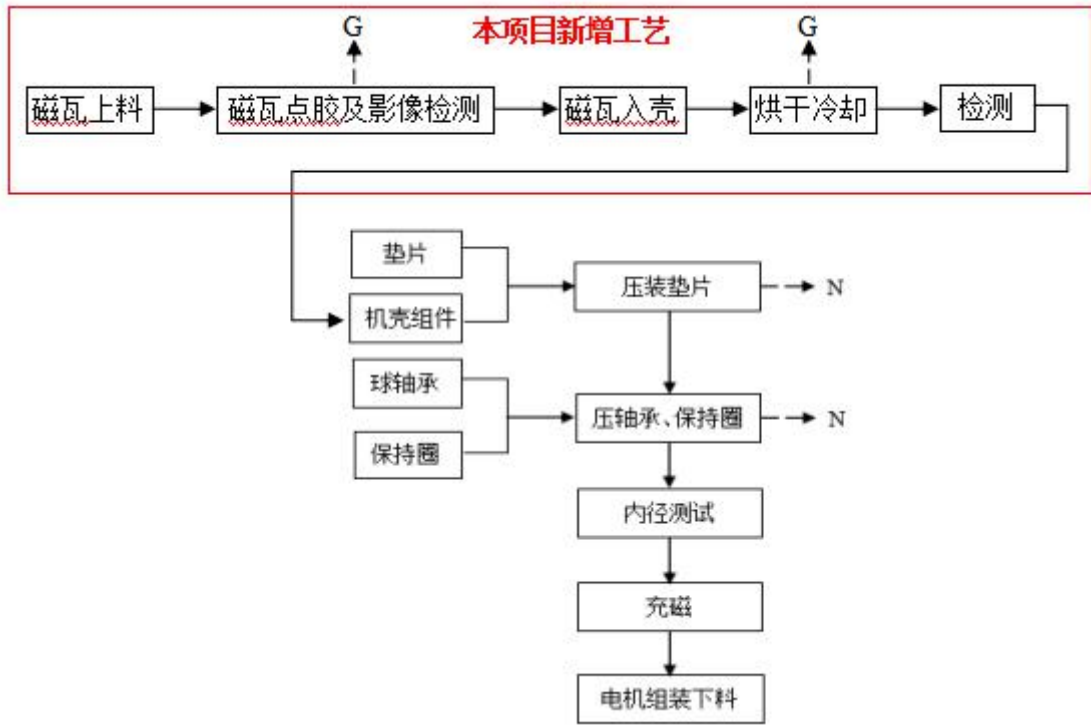 G
本项目新增工艺
G
磁瓦上料
磁瓦点胶及影像检测
磁瓦入壳
烘干冷却
检测
垫片
压装垫片
N
机壳组件
球轴承
压轴承、保持圈
N
保持圈
内径测试
充磁
电机组装下料